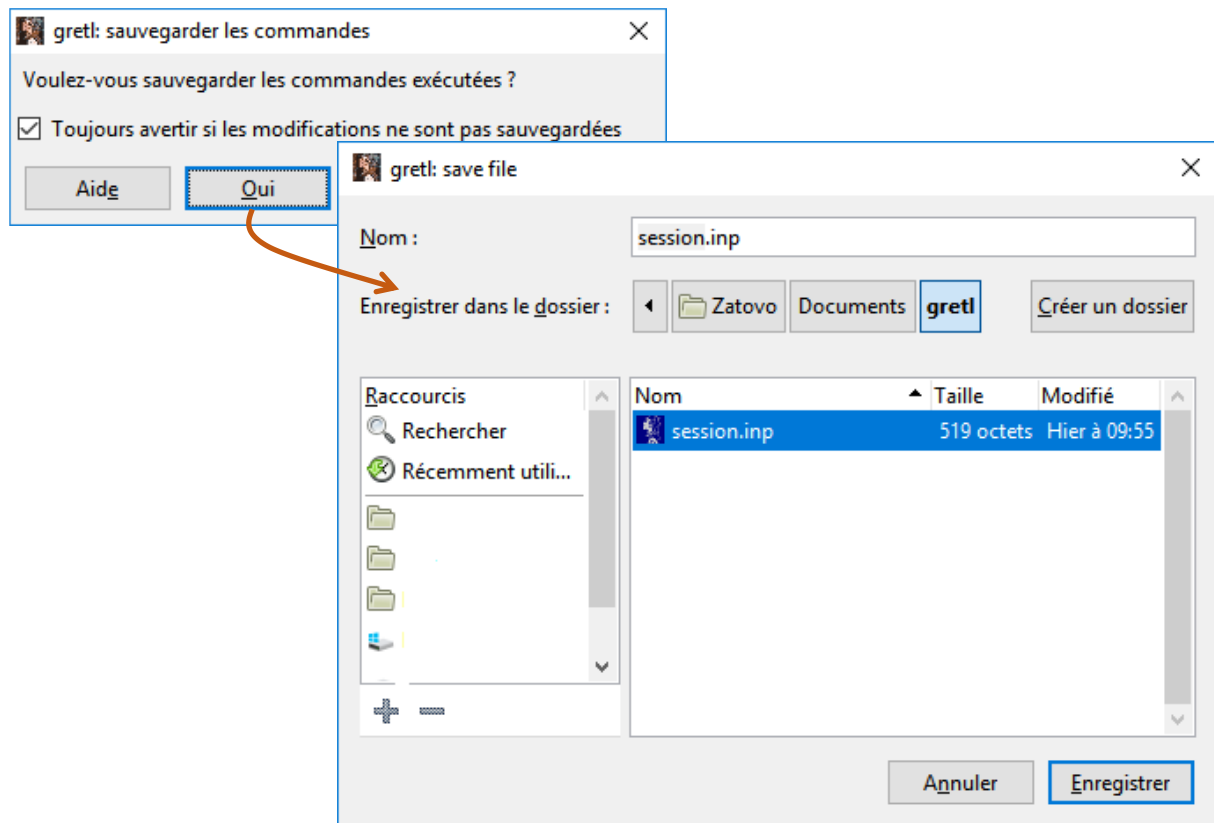 gretl: sauvegarder les commandes
Voulez-vous sauvegarder les commandes exécutées ?
Toujours avertir si les modifications ne sont pas sauvegardées
Aide
Oui
gretl: save file
Nom :
session.inp
Enregistrer dans le dossier :
Zatovo
Documents
gretl
Créer un dossier
Raccourcis
Rechercher
Récemment utili...
Nom Taille Modifié
session.inp 519 octets Hier à 09:55
Annuler
Enregistrer